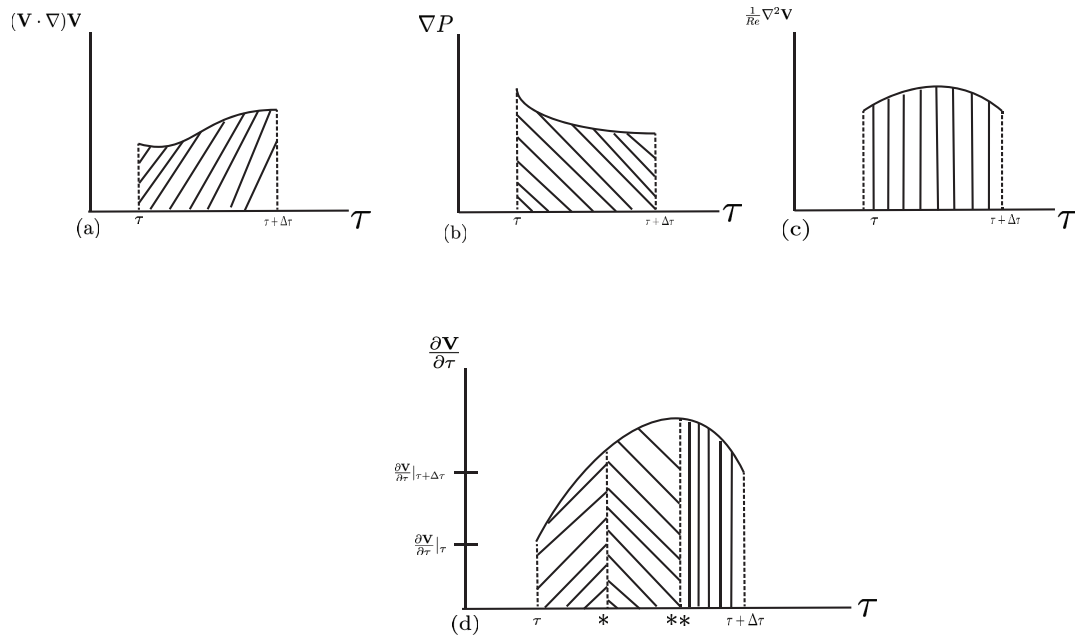 (V · ∇)V
τ
τ + Δτ
τ
(a)
∇P
τ
τ + Δτ
τ
(b)
1/Re ∇²V
τ
τ + Δτ
τ
(c)
∂V/∂τ
∂V/∂τ|τ+Δτ
∂V/∂τ|τ
τ
*
**
τ + Δτ
τ
(d)